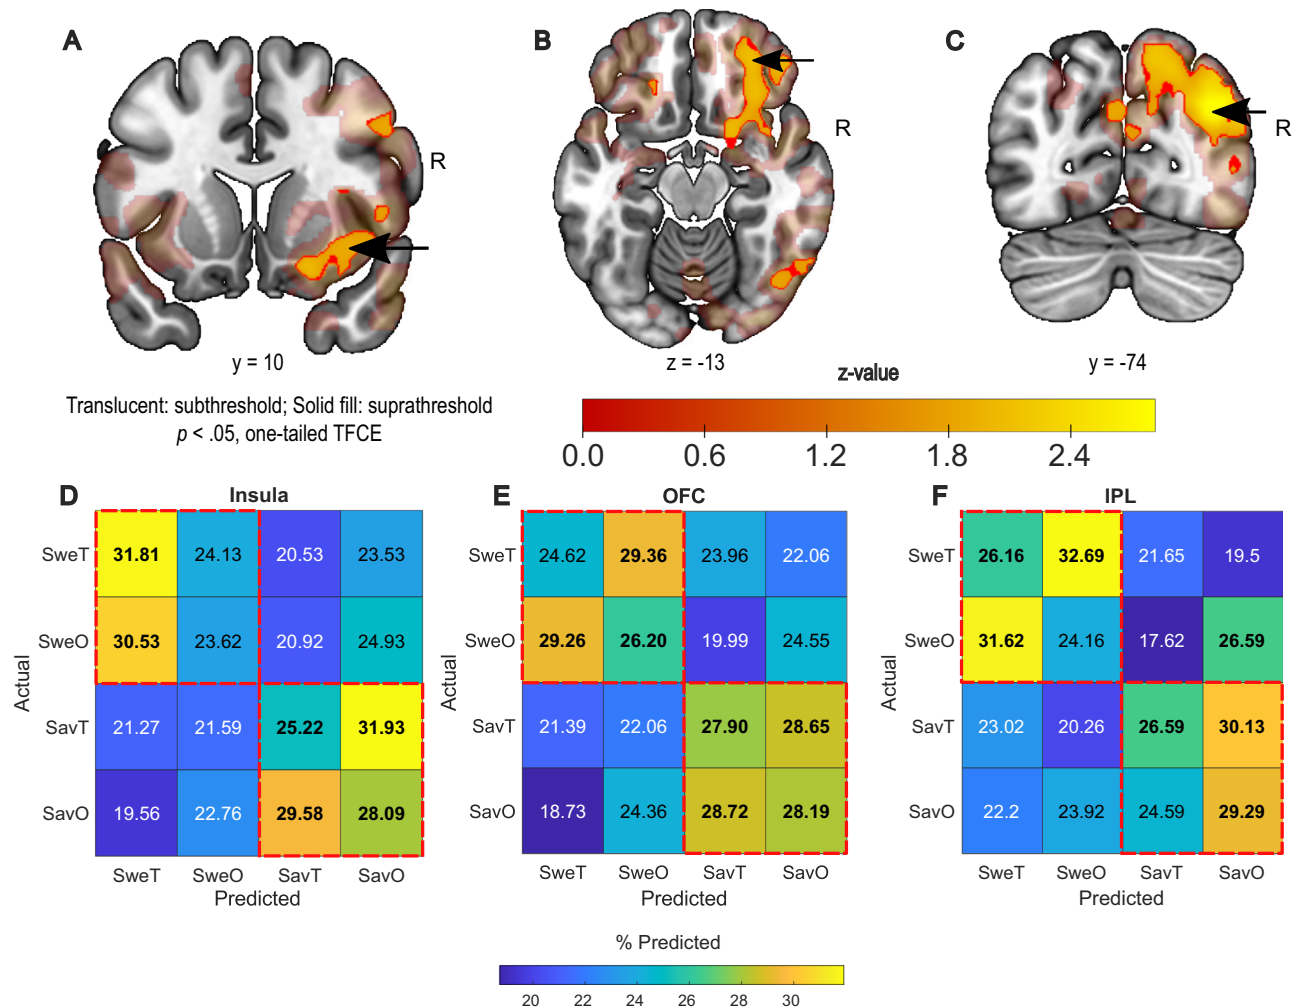 A
B
C
R
R
R
y = 10
z = -13
y = -74
Translucent: subthreshold; Solid fill: suprathreshold
p < .05, one-tailed TFCE
z-value
0.0 0.6 1.2 1.8 2.4
D Insula
Actual
SweT 31.81 24.13 20.53 23.53
SweO 30.53 23.62 20.92 24.93
SavT 21.27 21.59 25.22 31.93
SavO 19.56 22.76 29.58 28.09
SweT SweO SavT SavO
Predicted
E OFC
Actual
SweT 24.62 29.36 23.96 22.06
SweO 29.26 26.20 19.99 24.55
SavT 21.39 22.06 27.90 28.65
SavO 18.73 24.36 28.72 28.19
SweT SweO SavT SavO
Predicted
F IPL
Actual
SweT 26.16 32.69 21.65 19.5
SweO 31.62 24.16 17.62 26.59
SavT 23.02 20.26 26.59 30.13
SavO 22.2 23.92 24.59 29.29
SweT SweO SavT SavO
Predicted
% Predicted
20 22 24 26 28 30